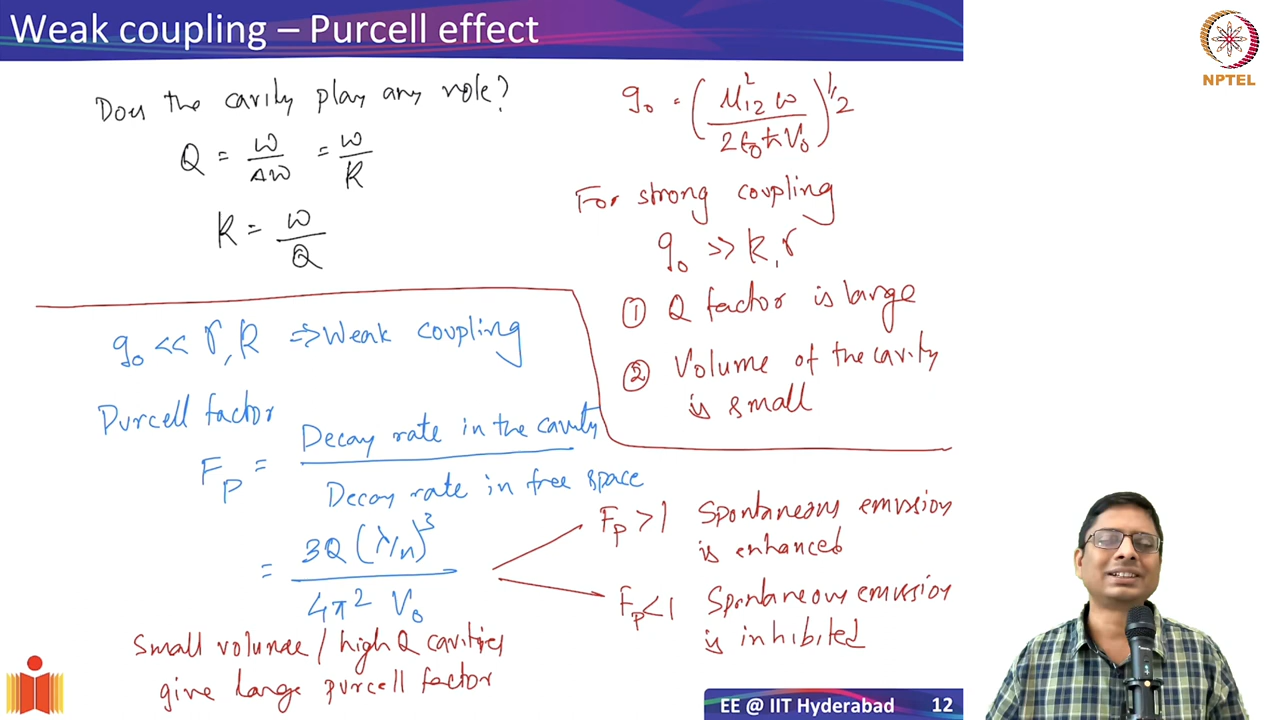 Weak coupling – Purcell effect
NPTEL
Does the cavity play any role?
Q = ω/Δω = ω/K
K = ω/Q
g₀ = (μ₁₂² ω / 2ε₀ħV₀)^1/2
For strong coupling
g₀ >> K, γ
① Q factor is large
② Volume of the cavity
is small
g₀ << γ, K ⇒ Weak coupling
Purcell factor
F_P = Decay rate in the cavity / Decay rate in free space
= 3Q (λ/n)³ / 4π² V₀
F_P > 1 Spontaneous emission
is enhanced
F_P < 1 Spontaneous emission
is inhibited
Small volume / high Q cavities
give large purcell factor
EE @ IIT Hyderabad 12